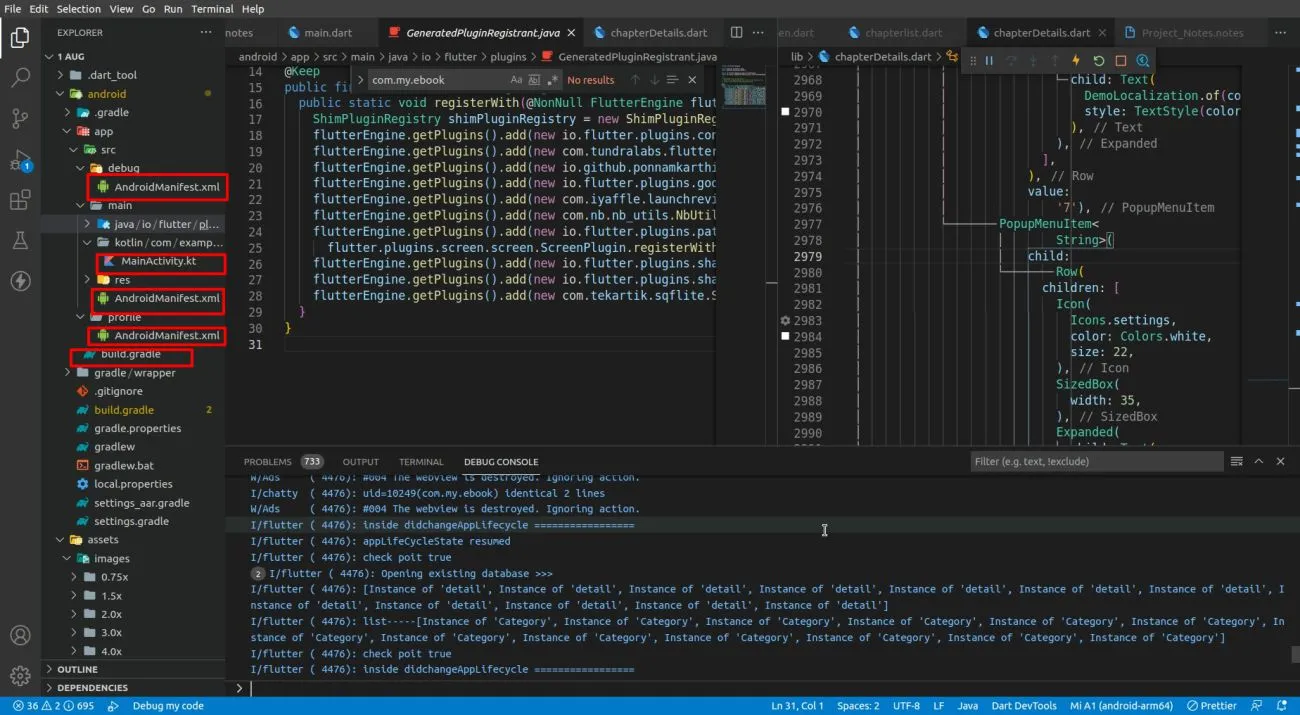 File Edit Selection View Go Run Terminal Help
EXPLORER
1 AUG
.dart_tool
android
.gradle
app
src
debug
AndroidManifest.xml
main
java / io / flutter / pl...
kotlin / com / examp...
MainActivity.kt
res
AndroidManifest.xml
profile
AndroidManifest.xml
build.gradle
gradle / wrapper
.gitignore
build.gradle 2
gradle.properties
gradlew
gradlew.bat
local.properties
settings_aar.gradle
settings.gradle
assets
images
0.75x
1.5x
2.0x
3.0x
4.0x
OUTLINE
DEPENDENCIES
1
notes main.dart GeneratedPluginRegistrant.java chapterDetails.dart
android > app > src > main > java > io > flutter > plugins > GeneratedPluginRegistrant.java
com.my.ebook Aa ab .* No results
14 @Keep
15 public fi
16 public static void registerWith(@NonNull FlutterEngine flut
17 ShimPluginRegistry shimPluginRegistry = new ShimPluginReg
18 flutterEngine.getPlugins().add(new io.flutter.plugins.con
19 flutterEngine.getPlugins().add(new com.tundralabs.flutter
20 flutterEngine.getPlugins().add(new io.github.ponnamkarthi
21 flutterEngine.getPlugins().add(new io.flutter.plugins.goo
22 flutterEngine.getPlugins().add(new com.iyaffle.launchrevi
23 flutterEngine.getPlugins().add(new com.nb.nb_utils.NbUtil
24 flutterEngine.getPlugins().add(new io.flutter.plugins.pat
25 flutter.plugins.screen.screen.ScreenPlugin.registerWith
26 flutterEngine.getPlugins().add(new io.flutter.plugins.sha
27 flutterEngine.getPlugins().add(new io.flutter.plugins.sha
28 flutterEngine.getPlugins().add(new com.tekartik.sqflite.S
29 }
30 }
31
en.dart chapterlist.dart chapterDetails.dart Project_Notes.notes
lib > chapterDetails.dart >
2968 child: Text(
2969 DemoLocalization.of(co
2970 style: TextStyle(color
2971 ), // Text
2972 ), // Expanded
2973 ],
2974 ), // Row
2975 value:
2976 '7'), // PopupMenuItem
2977 PopupMenuItem<
2978 String>(
2979 child:
2980 Row(
2981 children: [
2982 Icon(
2983 Icons.settings,
2984 color: Colors.white,
2985 size: 22,
2986 ), // Icon
2987 SizedBox(
2988 width: 35,
2989 ), // SizedBox
2990 Expanded(
PROBLEMS 733 OUTPUT TERMINAL DEBUG CONSOLE Filter (e.g. text, !exclude)
W/Ads ( 4476): #004 The webview is destroyed. Ignoring action.
I/chatty ( 4476): uid=10249(com.my.ebook) identical 2 lines
W/Ads ( 4476): #004 The webview is destroyed. Ignoring action.
I/flutter ( 4476): inside didchangeAppLifecycle =================
I/flutter ( 4476): appLifeCycleState resumed
I/flutter ( 4476): check poit true
2 I/flutter ( 4476): Opening existing database >>>
I/flutter ( 4476): [Instance of 'detail', Instance of 'detail', Instance of 'detail', Instance of 'detail', Instance of 'detail', Instance of 'detail', Instance of 'detail', Instance of 'detail', I
nstance of 'detail', Instance of 'detail', Instance of 'detail', Instance of 'detail', Instance of 'detail']
I/flutter ( 4476): list-----[Instance of 'Category', Instance of 'Category', Instance of 'Category', Instance of 'Category', Instance of 'Category', Instance of 'Category', In
stance of 'Category', Instance of 'Category', Instance of 'Category', Instance of 'Category', Instance of 'Category', Instance of 'Category', Instance of 'Category']
I/flutter ( 4476): check poit true
I/flutter ( 4476): inside didchangeAppLifecycle =================
>
36 2 695 Debug my code Ln 31, Col 1 Spaces: 2 UTF-8 LF Java Dart DevTools Mi A1 (android-arm64) Prettier